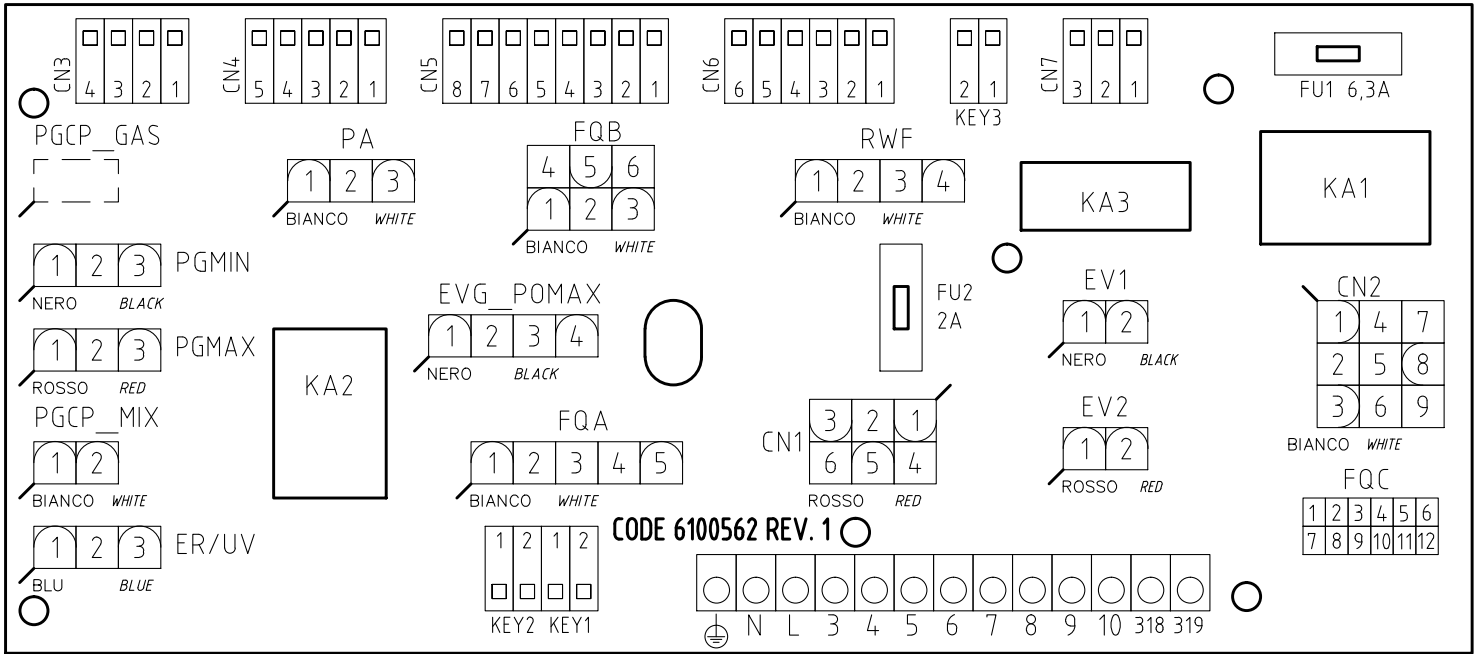 CN3
4 3 2 1
CN4
5 4 3 2 1
CN5
8 7 6 5 4 3 2 1
CN6
6 5 4 3 2 1
2 1
KEY3
CN7
3 2 1
FU1 6,3A
PGCP_GAS
PA
1 2 3
BIANCO WHITE
FQB
4 5 6
1 2 3
BIANCO WHITE
RWF
1 2 3 4
BIANCO WHITE
KA3
KA1
1 2 3 PGMIN
NERO BLACK
EVG_POMAX
1 2 3 4
NERO BLACK
FU2
2A
EV1
1 2
NERO BLACK
CN2
1 4 7
2 5 8
3 6 9
BIANCO WHITE
1 2 3 PGMAX
ROSSO RED
KA2
PGCP_MIX
1 2
BIANCO WHITE
FQA
1 2 3 4 5
BIANCO WHITE
CN1
3 2 1
6 5 4
ROSSO RED
EV2
1 2
ROSSO RED
FQC
1 2 3 4 5 6
7 8 9 10 11 12
1 2 3 ER/UV
BLU BLUE
1 2 1 2
KEY2 KEY1
CODE 6100562 REV. 1
N L 3 4 5 6 7 8 9 10 318 319